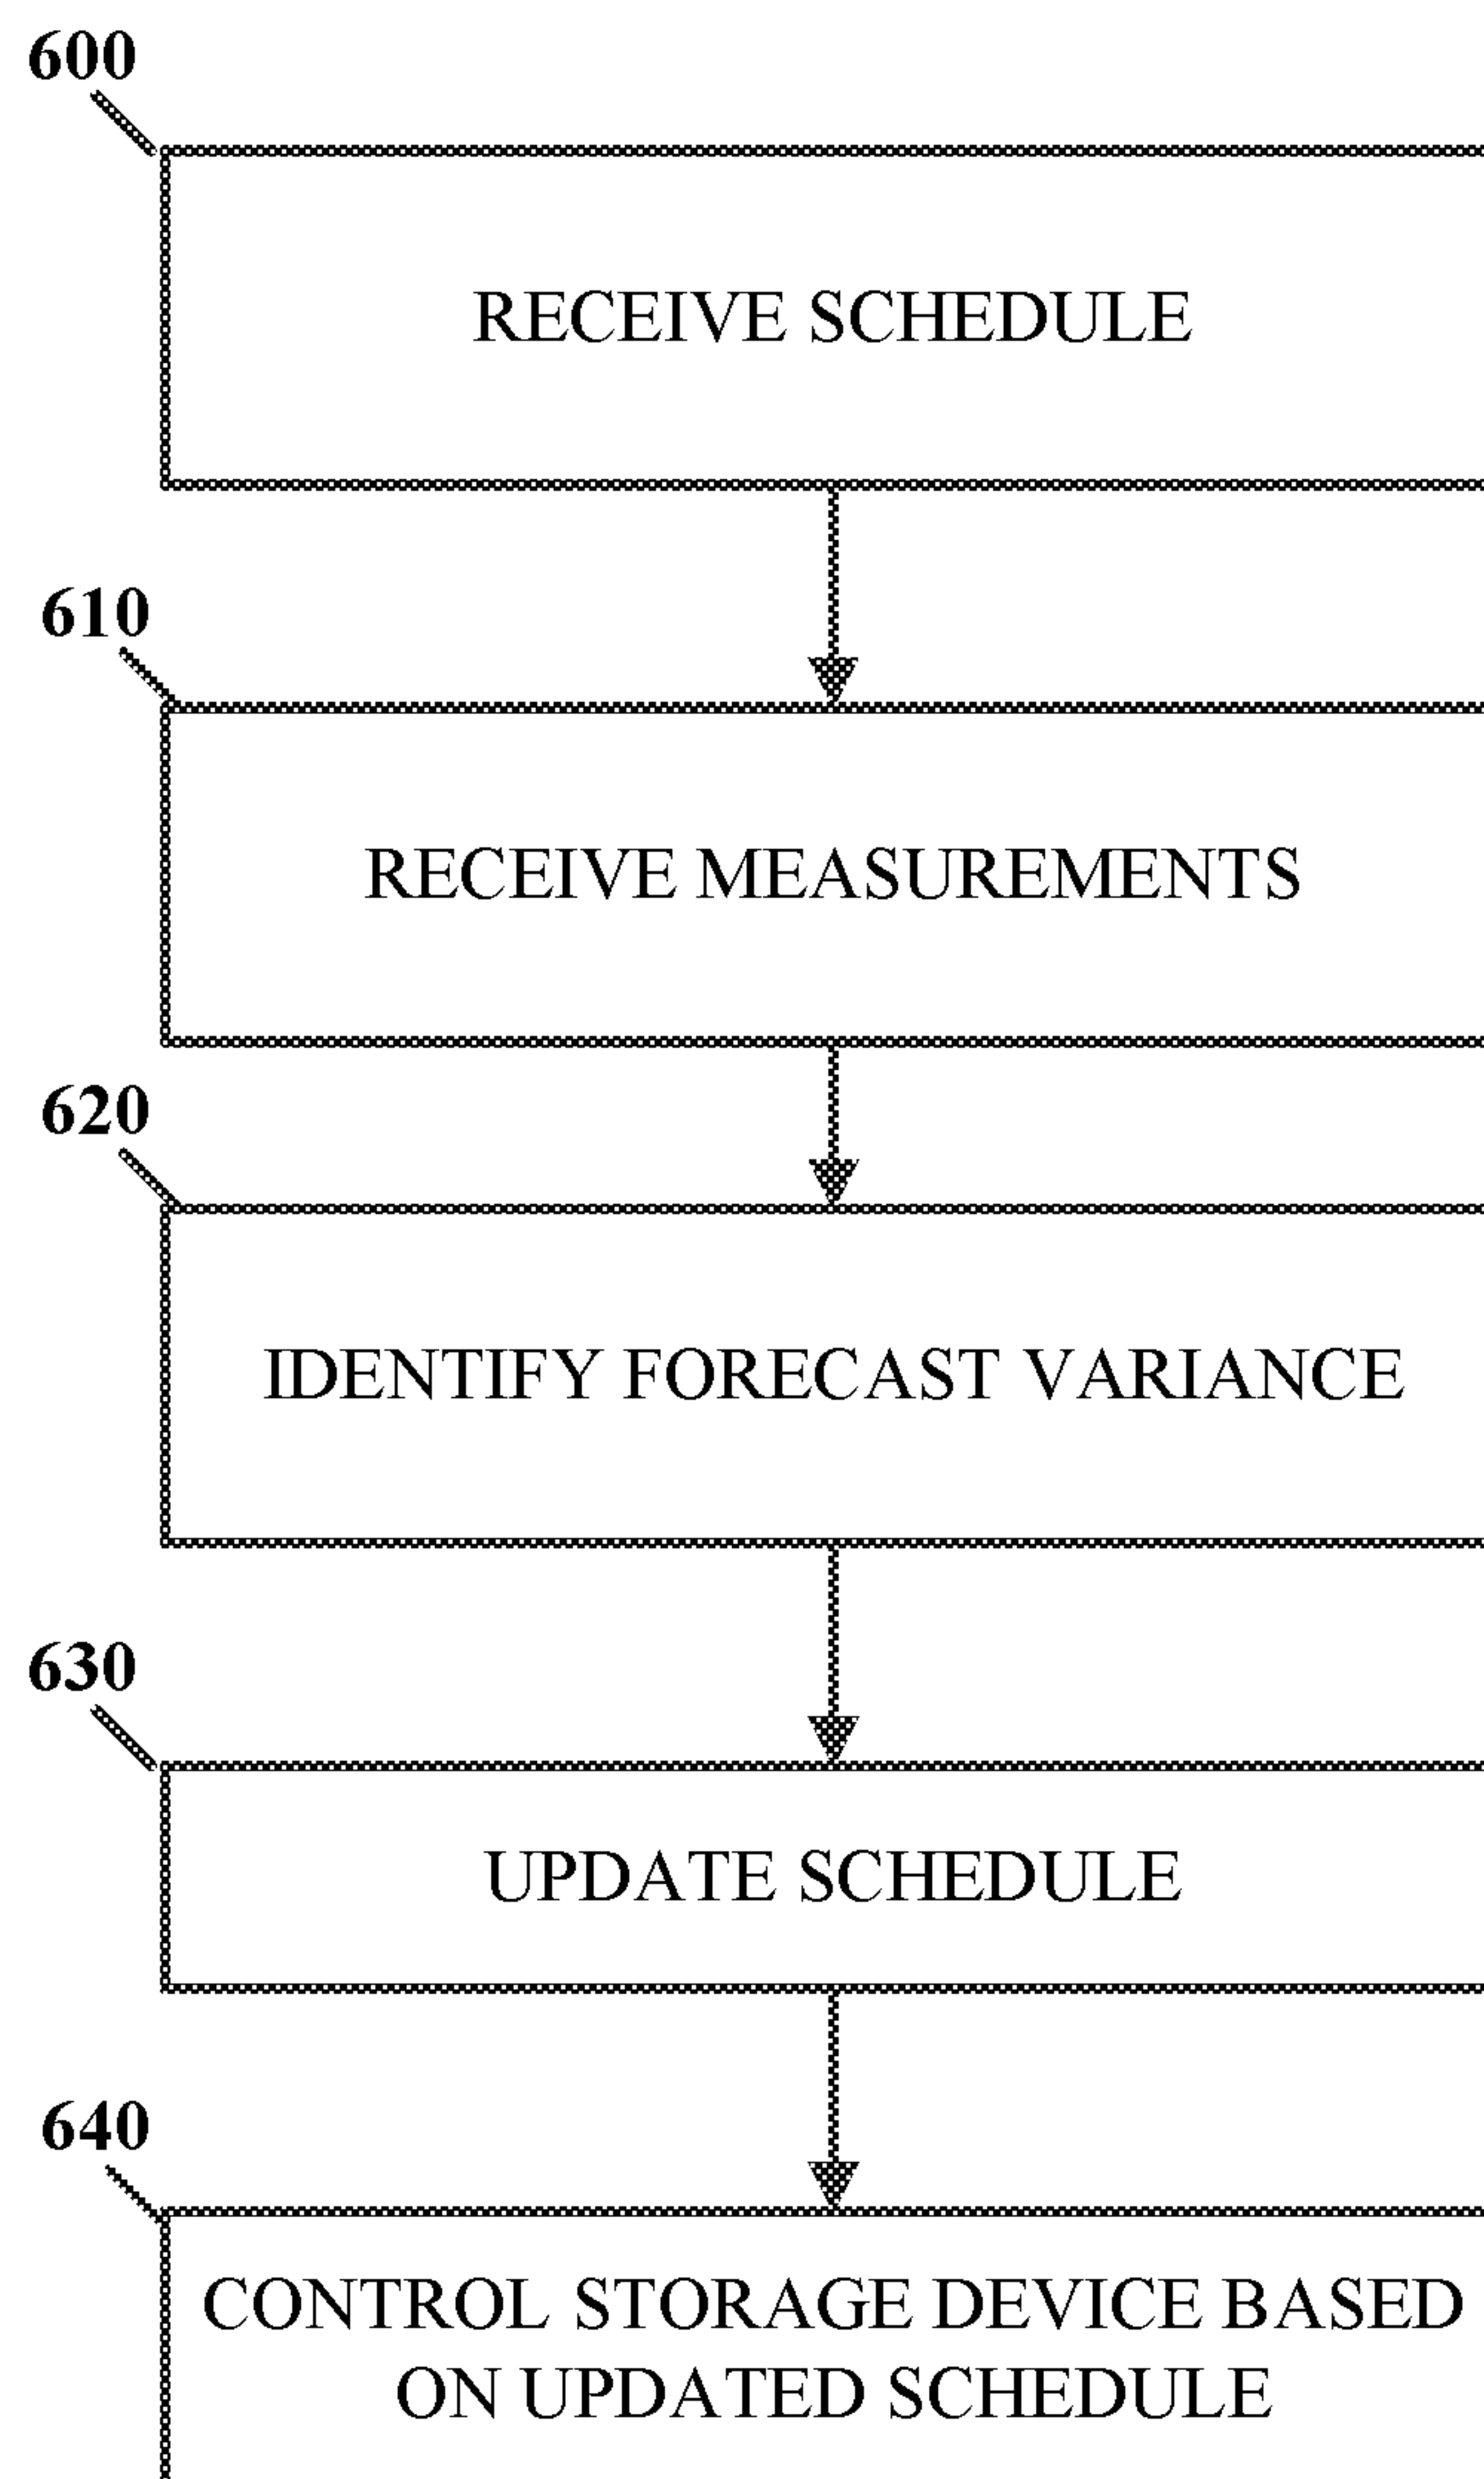 600
RECEIVE SCHEDULE
610
RECEIVE MEASUREMENTS
620
IDENTIFY FORECAST VARIANCE
630
UPDATE SCHEDULE
640
CONTROL STORAGE DEVICE BASED
ON UPDATED SCHEDULE